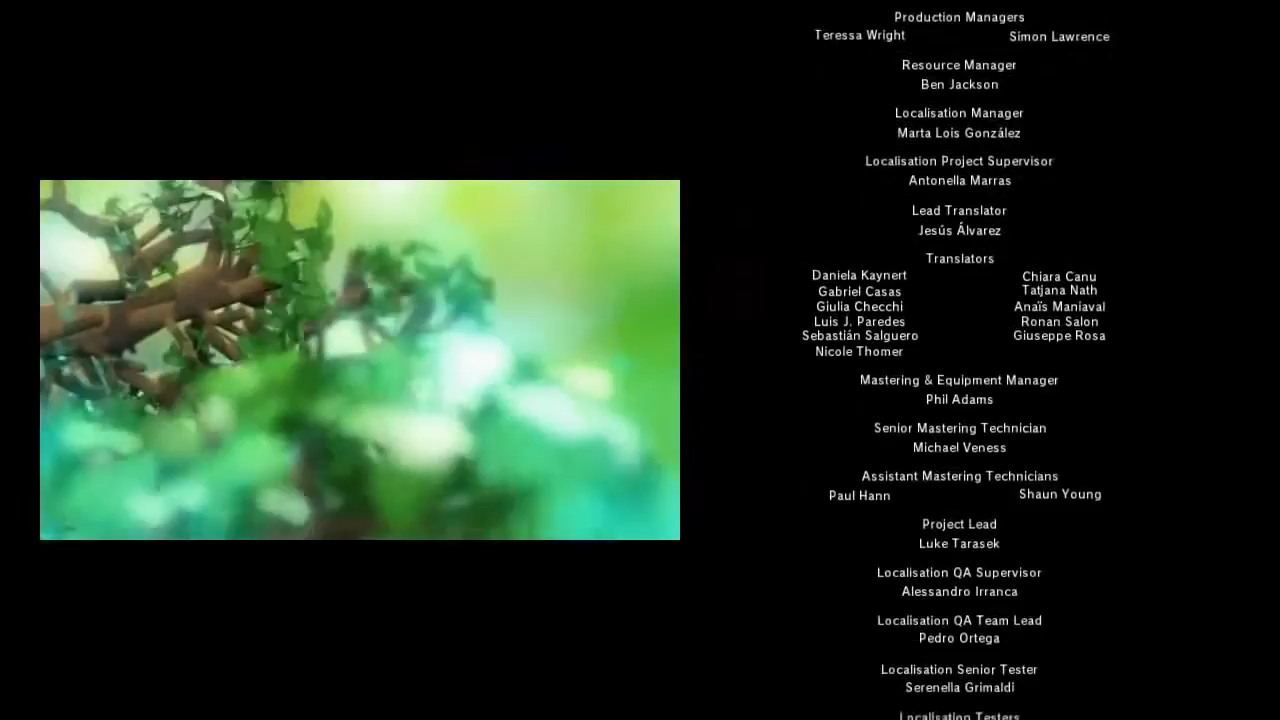 Production Managers
Teressa Wright Simon Lawrence
Resource Manager
Ben Jackson
Localisation Manager
Marta Lois González
Localisation Project Supervisor
Antonella Marras
Lead Translator
Jesús Álvarez
Translators
Daniela Kaynert Chiara Canu
Gabriel Casas Tatjana Nath
Giulia Checchi Anaïs Maniaval
Luis J. Paredes Ronan Salon
Sebastián Salguero Giuseppe Rosa
Nicole Thomer
Mastering & Equipment Manager
Phil Adams
Senior Mastering Technician
Michael Veness
Assistant Mastering Technicians
Paul Hann Shaun Young
Project Lead
Luke Tarasek
Localisation QA Supervisor
Alessandro Irranca
Localisation QA Team Lead
Pedro Ortega
Localisation Senior Tester
Serenella Grimaldi
Localisation Testers